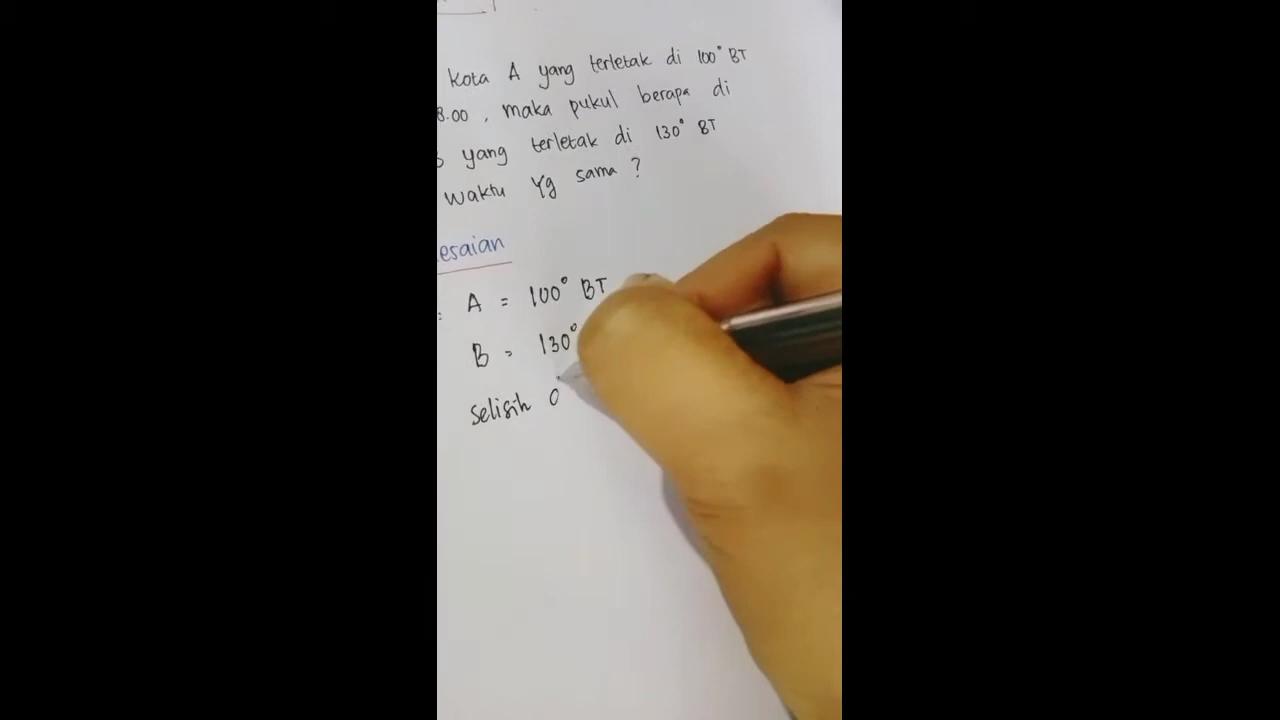 Kota A yang terletak di 100° BT
8.00, maka pukul berapa di
yang terletak di 130° BT
waktu Yg sama ?
esaian
: A = 100° BT
B = 130°
Selisih